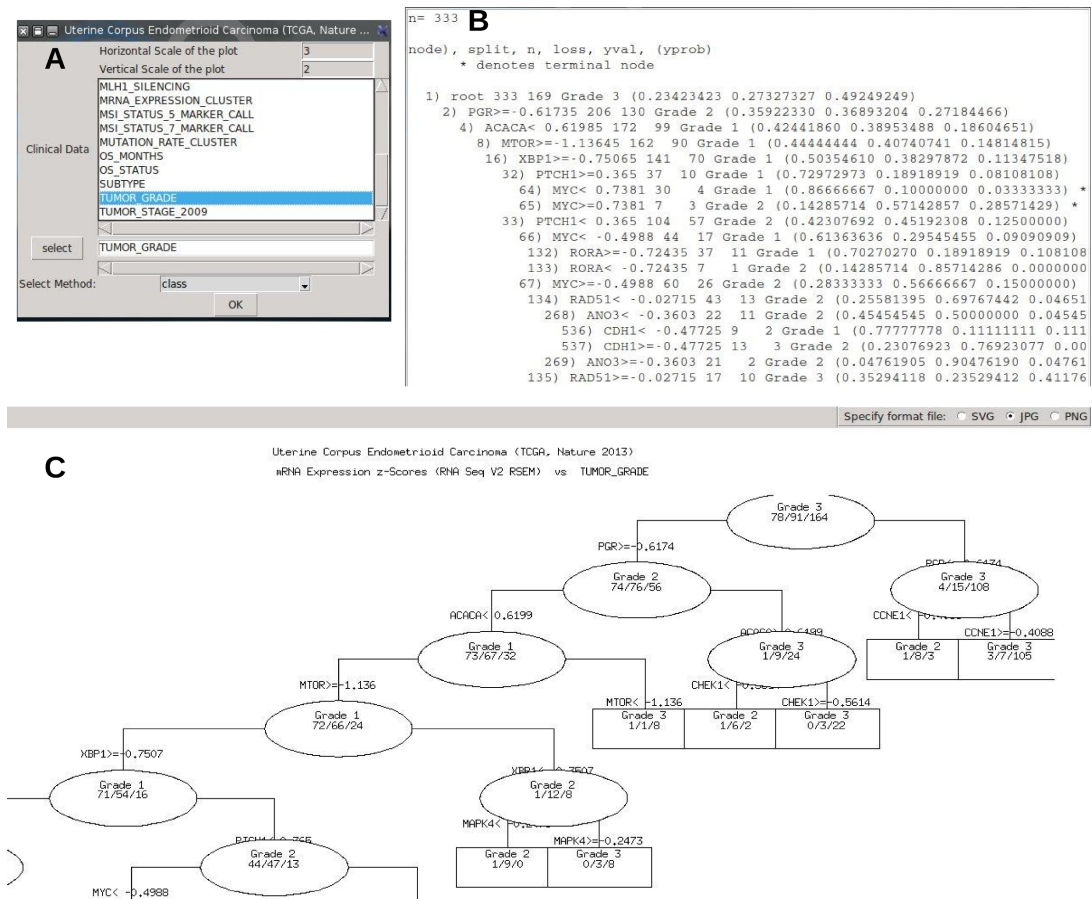 Uterine Corpus Endometrioid Carcinoma (TCGA, Nature ...
A
Horizontal Scale of the plot 3
Vertical Scale of the plot 2
Clinical Data
MLH1_SILENCING
MRNA_EXPRESSION_CLUSTER
MSI_STATUS_5_MARKER_CALL
MSI_STATUS_7_MARKER_CALL
MUTATION_RATE_CLUSTER
OS_MONTHS
OS_STATUS
SUBTYPE
TUMOR_GRADE
TUMOR_STAGE_2009
select TUMOR_GRADE
Select Method: class
OK
B
n= 333
node), split, n, loss, yval, (yprob)
* denotes terminal node
1) root 333 169 Grade 3 (0.23423423 0.27327327 0.49249249)
2) PGR>=-0.61735 206 130 Grade 2 (0.35922330 0.36893204 0.27184466)
4) ACACA< 0.61985 172 99 Grade 1 (0.42441860 0.38953488 0.18604651)
8) MTOR>=-1.13645 162 90 Grade 1 (0.44444444 0.40740741 0.14814815)
16) XBP1>=-0.75065 141 70 Grade 1 (0.50354610 0.38297872 0.11347518)
32) PTCH1>=0.365 37 10 Grade 1 (0.72972973 0.18918919 0.08108108)
64) MYC< 0.7381 30 4 Grade 1 (0.86666667 0.10000000 0.03333333) *
65) MYC>=0.7381 7 3 Grade 2 (0.14285714 0.57142857 0.28571429) *
33) PTCH1< 0.365 104 57 Grade 2 (0.42307692 0.45192308 0.12500000)
66) MYC< -0.4988 44 17 Grade 1 (0.61363636 0.29545455 0.09090909)
132) RORA>=-0.72435 37 11 Grade 1 (0.70270270 0.18918919 0.108108
133) RORA< -0.72435 7 1 Grade 2 (0.14285714 0.85714286 0.0000000
67) MYC>=-0.4988 60 26 Grade 2 (0.28333333 0.56666667 0.15000000)
134) RAD51< -0.02715 43 13 Grade 2 (0.25581395 0.69767442 0.04651
268) ANO3< -0.3603 22 11 Grade 2 (0.45454545 0.50000000 0.04545
536) CDH1< -0.47725 9 2 Grade 1 (0.77777778 0.11111111 0.111
537) CDH1>=-0.47725 13 3 Grade 2 (0.23076923 0.76923077 0.00
269) ANO3>=-0.3603 21 2 Grade 2 (0.04761905 0.90476190 0.04761
135) RAD51>=-0.02715 17 10 Grade 3 (0.35294118 0.23529412 0.41176
Specify format file: SVG JPG PNG
C
Uterine Corpus Endometrioid Carcinoma (TCGA, Nature 2013)
mRNA Expression z-Scores (RNA Seq V2 RSEM) vs TUMOR_GRADE
Grade 3
78/91/164
PGR>=-0.6174
Grade 2
74/76/56
Grade 3
4/15/108
ACACA< 0.6199
CCNE1<
CCNE1>=-0.4088
Grade 1
73/67/32
Grade 3
1/9/24
Grade 2
1/8/3
Grade 3
3/7/105
MTOR>=-1.136
MTOR< -1.136
CHEK1<
CHEK1>=-0.5614
Grade 1
72/66/24
Grade 3
1/1/8
Grade 2
1/6/2
Grade 3
0/3/22
XBP1>=-0.7507
Grade 1
71/54/16
Grade 2
1/12/8
MAPK4<
MAPK4>=-0.2473
Grade 2
44/47/13
Grade 2
1/9/0
Grade 3
0/3/8
MYC< -0.4988